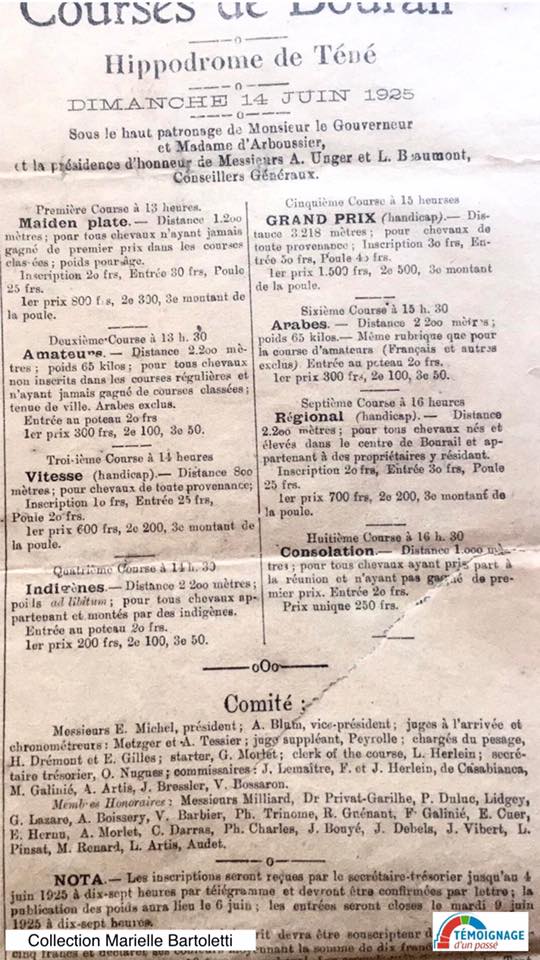 Courses de Bourail
Hippodrome de Téné
DIMANCHE 14 JUIN 1925
Sous le haut patronage de Monsieur le Gouverneur
et Madame d'Arboussier,
et la présidence d'honneur de Messieurs A. Unger et L. Beaumont,
Conseillers Généraux.
Première Course à 13 heures.
Maiden plate.— Distance 1.200
mètres; pour tous chevaux n'ayant jamais
gagné de premier prix dans les courses
classées; poids pour âge.
Inscription 20 frs, Entrée 30 frs, Poule
25 frs.
1er prix 800 frs, 2e 300, 3e montant de
la poule.
Deuxième Course à 13 h. 30
Amateurs.— Distance 2.200 mè-
tres; poids 65 kilos; pour tous chevaux
non inscrits dans les courses régulières et
n'ayant jamais gagné de courses classées;
tenue de ville. Arabes exclus.
Entrée au poteau 20 frs
1er prix 300 frs, 2e 100, 3e 50.
Troi-ième Course à 14 heures
Vitesse (handicap).— Distance 800
mètres; pour chevaux de toute provenance;
Inscription 10 frs, Entrée 25 frs,
Poule 20 frs.
1er prix 600 frs, 2e 200, 3e montant de
la poule.
Quatrième Course à 14 h. 30
Indigènes.— Distance 2 200 mètres;
poids ad libitum; pour tous chevaux ap-
partenant et montés par des indigènes.
Entrée au poteau 20 frs.
1er prix 200 frs, 2e 100, 3e 50.
Cinquième Course à 15 heurses
GRAND PRIX (handicap).— Dis-
tance 3.218 mètres; pour chevaux de
toute provenance; Inscription 30 frs, En-
trée 50 frs, Poule 40 frs.
1er prix 1.500 frs, 2e 500, 3e montant
de la poule.
Sixième Course à 15 h. 30
Arabes.— Distance 2 200 mètres;
poids 65 kilos.— Même rubrique que pour
la course d'amateurs (Français et autres
exclus) Entrée au poteau 20 frs.
1er prix 300 frs, 2e 100, 3e 50.
Septième Course à 16 heures
Régional (handicap).— Distance
2.200 mètres; pour tous chevaux nés et
élevés dans le centre de Bourail et ap-
partenant à des propriétaires y résidant.
Inscription 20 frs, Entrée 30 frs, Poule
25 frs.
1er prix 700 frs, 2e 200, 3e montant de
la poule.
Huitième Course à 16 h. 30
Consolation.— Distance 1.000 mè-
tres; pour tous chevaux ayant pris part à
la réunion et n'ayant pas gagné de pre-
mier prix. Entrée 20 frs.
Prix unique 250 frs.
Comité:
Messieurs E. Michel, président; A. Blum, vice-président; juges à l'arrivée et
chronométreurs: Metzger et A. Tessier; juge suppléant, Peyrolle; chargés du pesage,
H. Drémont et E. Gilles; starter, G. Morlet; clerk of the course, L. Herlein; secré-
taire trésorier, O. Nugues; commissaires: J. Lemaître, F. et J. Herlein, de Casabianca,
M. Galinié, A. Artis, J. Bressler, V. Bossaron.
Membres Honoraires: Messieurs Milliard, Dr Privat-Garilhe, P. Duluc, Lidgey,
G. Lazare, A. Boissery, V. Barbier, Ph. Trinome, R. Guénant, F Galinié, E. Cuer,
E. Hernu, A. Morlet, C. Darras, Ph. Charles, J. Bouyé, J. Debels, J. Vibert, L.
Pinsat, M. Renard, L. Artis, Audet.
NOTA.— Les inscriptions seront reçues par le secrétaire-trésorier jusqu'au 4
juin 1925 à dix-sept heures par télégramme et devront être confirmées par lettre; la
publication des poids aura lieu le 6 juin; les entrées seront closes le mardi 9 juin
1925 à dix-sept heures.
devra être souscripteur
la somme de dix
Collection Marielle Bartoletti
TÉMOIGNAGE
d'un passé